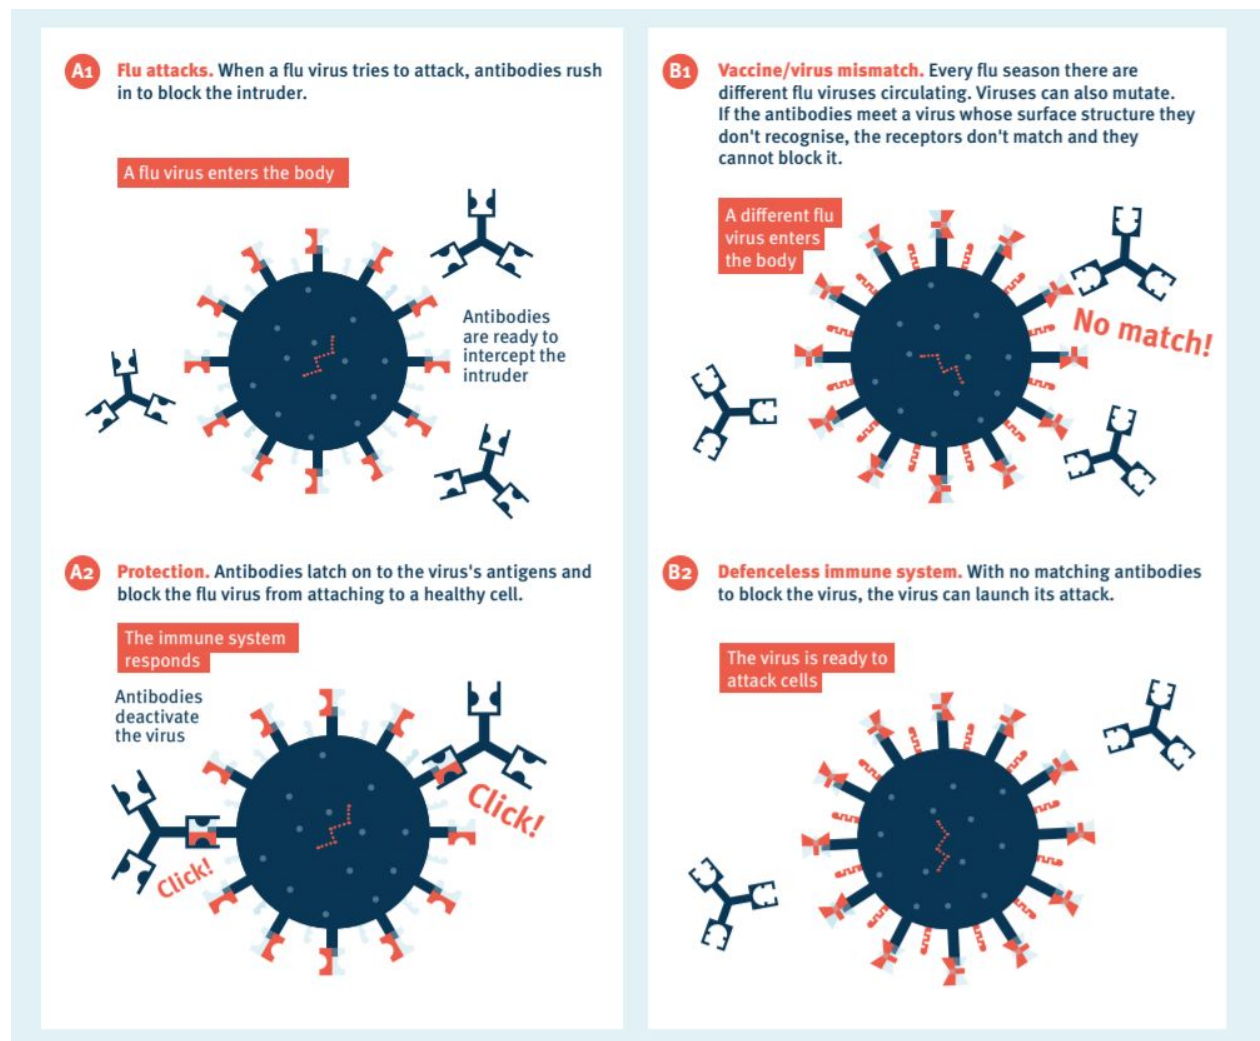 A1
Flu attacks. When a flu virus tries to attack, antibodies rush
in to block the intruder.
A flu virus enters the body
Antibodies
are ready to
intercept the
intruder
A2
Protection. Antibodies latch on to the virus's antigens and
block the flu virus from attaching to a healthy cell.
The immune system
responds
Antibodies
deactivate
the virus
Click!
Click!
B1
Vaccine/virus mismatch. Every flu season there are
different flu viruses circulating. Viruses can also mutate.
If the antibodies meet a virus whose surface structure they
don't recognise, the receptors don't match and they
cannot block it.
A different flu
virus enters
the body
No match!
B2
Defenceless immune system. With no matching antibodies
to block the virus, the virus can launch its attack.
The virus is ready to
attack cells